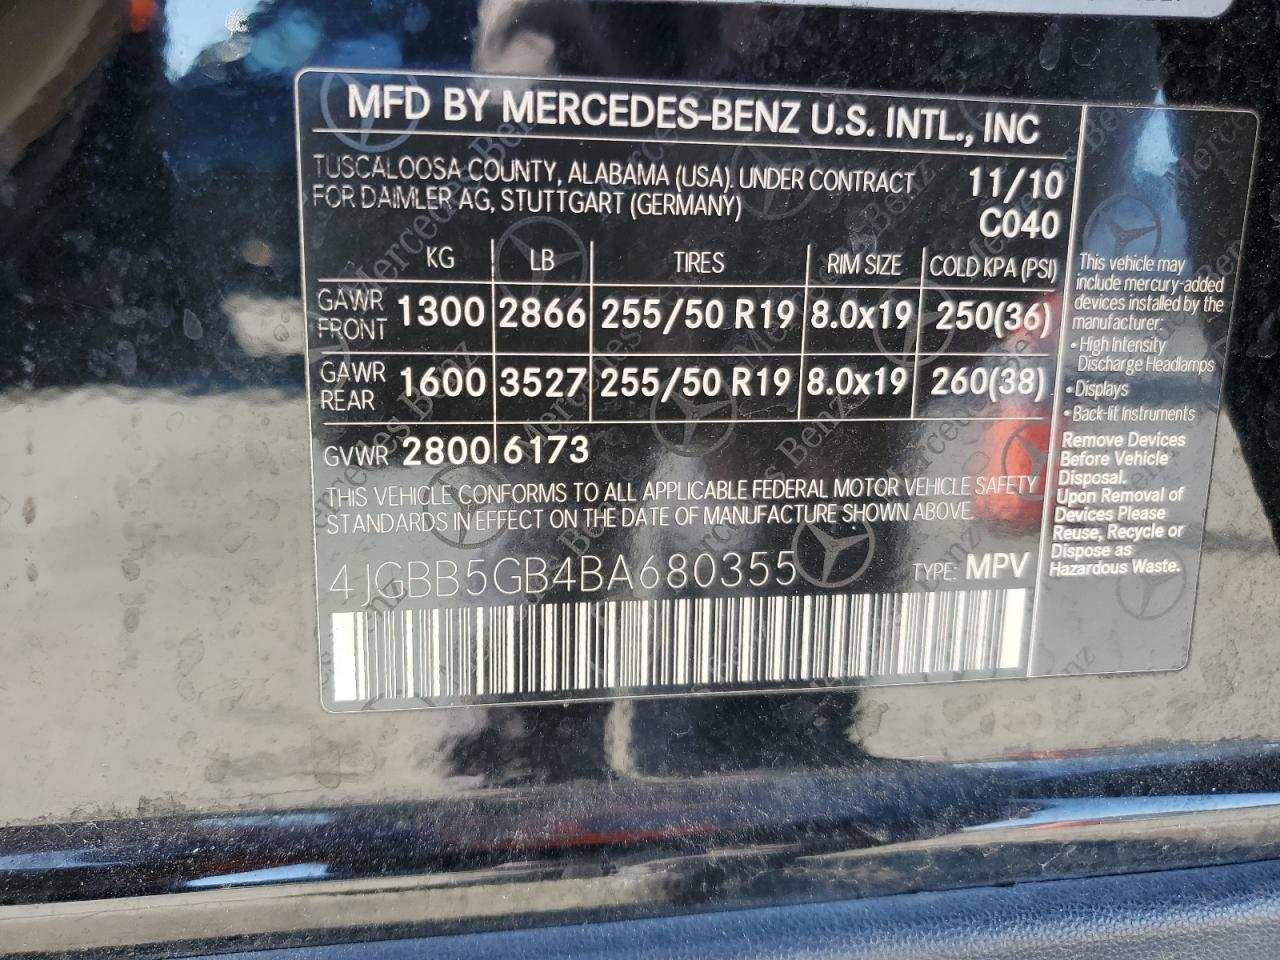 MFD BY MERCEDES-BENZ U.S. INTL., INC
TUSCALOOSA COUNTY, ALABAMA (USA). UNDER CONTRACT
FOR DAIMLER AG, STUTTGART (GERMANY)
11/10
C040
KG LB TIRES RIM SIZE COLD KPA (PSI)
GAWR FRONT 1300 2866 255/50 R19 8.0x19 250(36)
GAWR REAR 1600 3527 255/50 R19 8.0x19 260(38)
GVWR 2800 6173
THIS VEHICLE CONFORMS TO ALL APPLICABLE FEDERAL MOTOR VEHICLE SAFETY
STANDARDS IN EFFECT ON THE DATE OF MANUFACTURE SHOWN ABOVE.
4JGBB5GB4BA680355 TYPE: MPV
This vehicle may
include mercury-added
devices installed by the
manufacturer:
• High Intensity
Discharge Headlamps
• Displays
• Back-lit Instruments
Remove Devices
Before Vehicle
Disposal.
Upon Removal of
Devices Please
Reuse, Recycle or
Dispose as
Hazardous Waste.